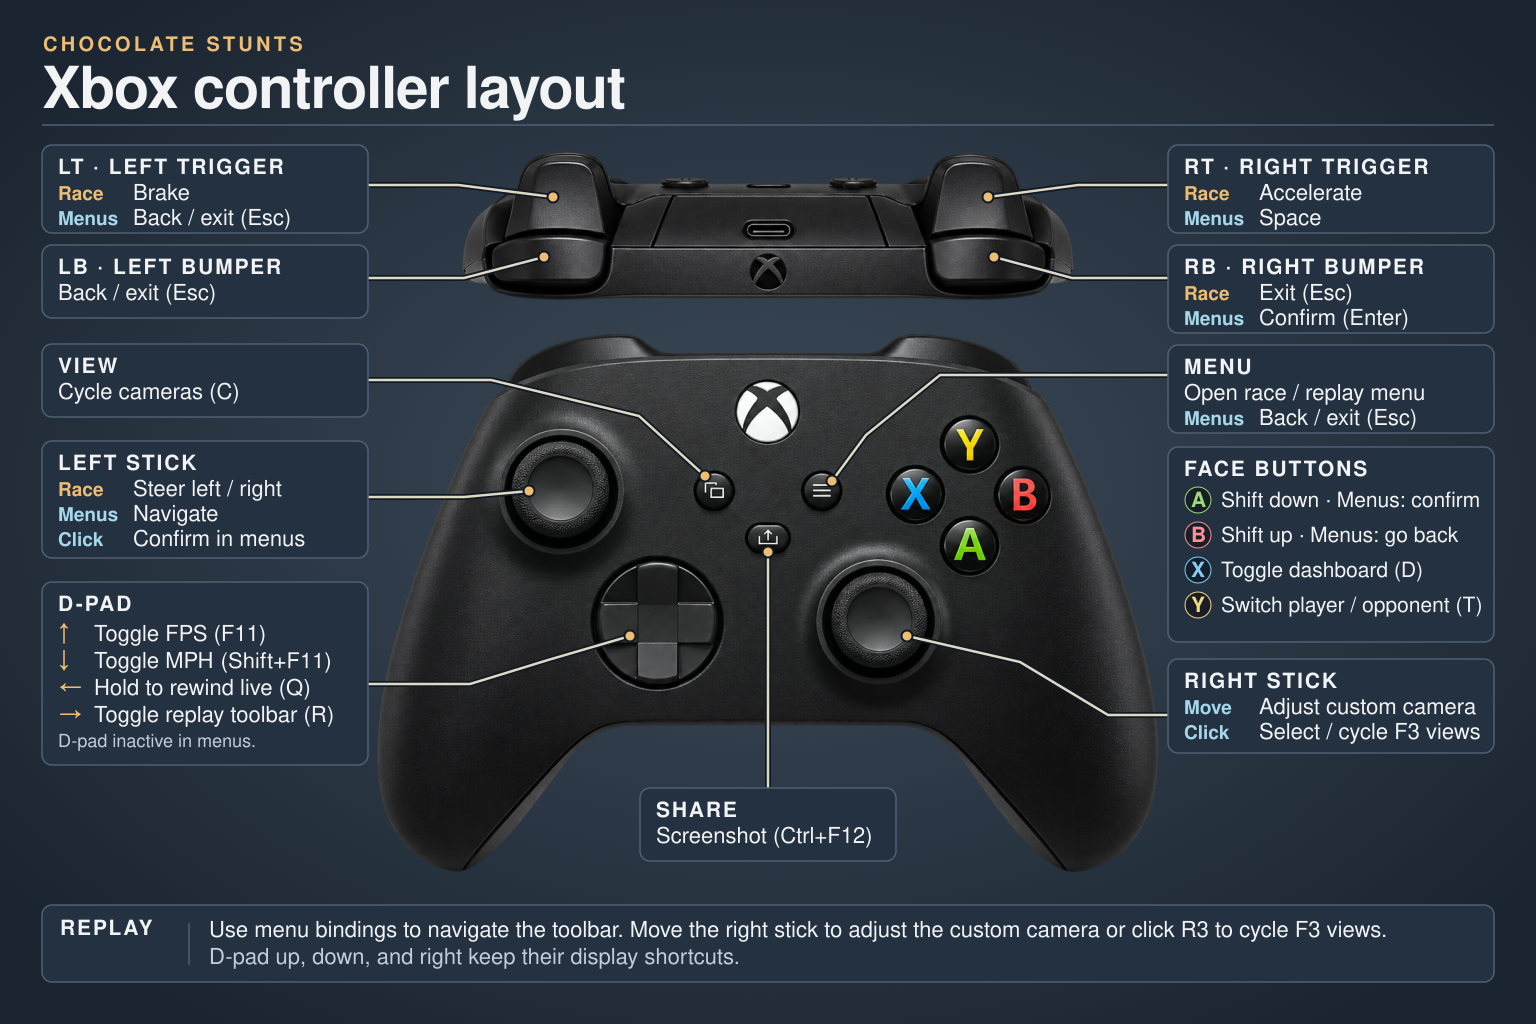 CHOCOLATE STUNTS
Xbox controller layout
LT · LEFT TRIGGER
Race Brake
Menus Back / exit (Esc)
LB · LEFT BUMPER
Back / exit (Esc)
VIEW
Cycle cameras (C)
LEFT STICK
Race Steer left / right
Menus Navigate
Click Confirm in menus
D-PAD
↑ Toggle FPS (F11)
↓ Toggle MPH (Shift+F11)
← Hold to rewind live (Q)
→ Toggle replay toolbar (R)
D-pad inactive in menus.
Y
X
B
A
RT · RIGHT TRIGGER
Race Accelerate
Menus Space
RB · RIGHT BUMPER
Race Exit (Esc)
Menus Confirm (Enter)
MENU
Open race / replay menu
Menus Back / exit (Esc)
FACE BUTTONS
A Shift down · Menus: confirm
B Shift up · Menus: go back
X Toggle dashboard (D)
Y Switch player / opponent (T)
RIGHT STICK
Move Adjust custom camera
Click Select / cycle F3 views
SHARE
Screenshot (Ctrl+F12)
REPLAY
Use menu bindings to navigate the toolbar. Move the right stick to adjust the custom camera or click R3 to cycle F3 views.
D-pad up, down, and right keep their display shortcuts.